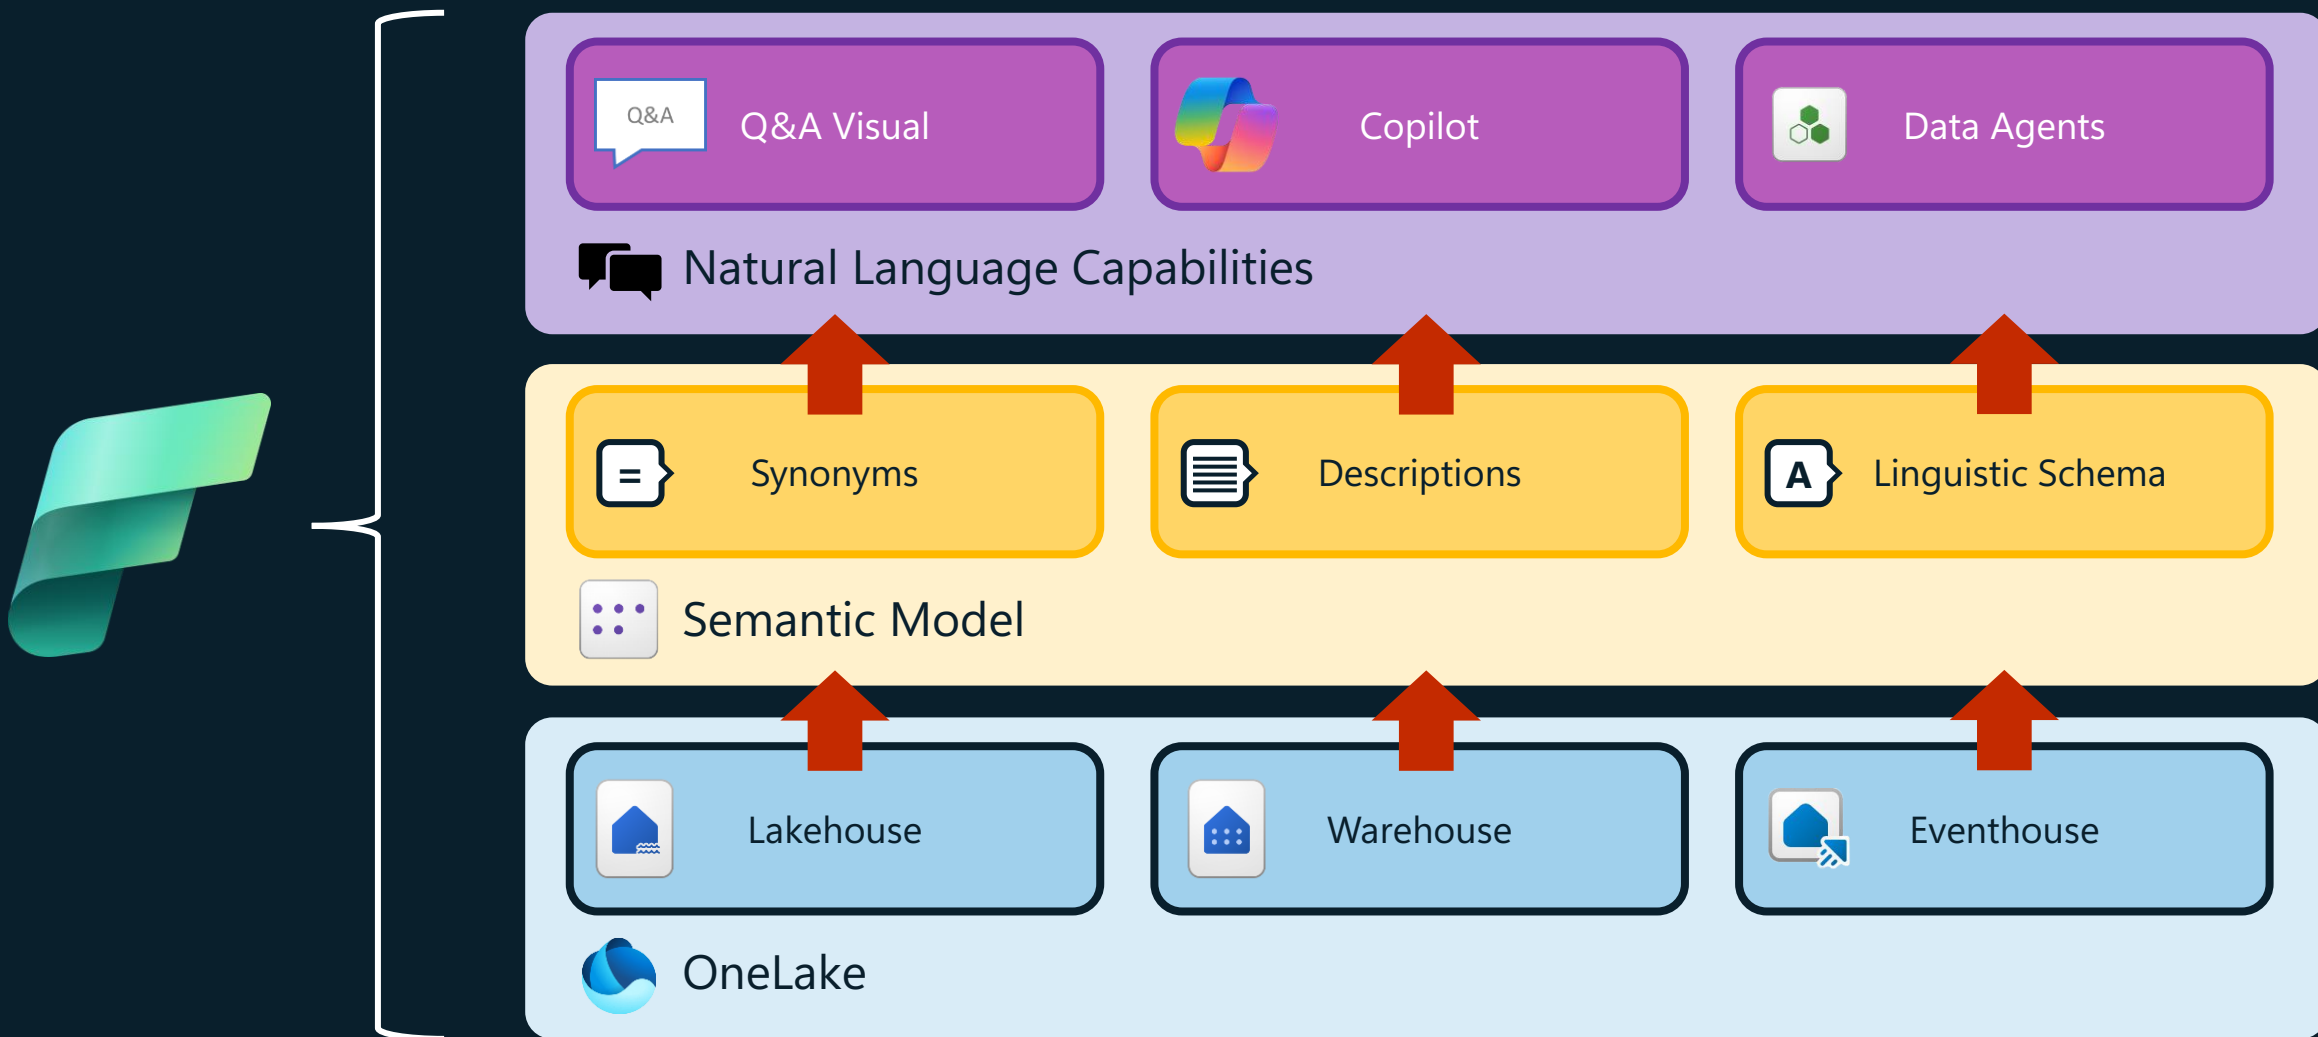 Q&A
Q&A Visual
Copilot
Data Agents
Natural Language Capabilities
=
Synonyms
Descriptions
A
Linguistic Schema
Semantic Model
Lakehouse
Warehouse
Eventhouse
OneLake